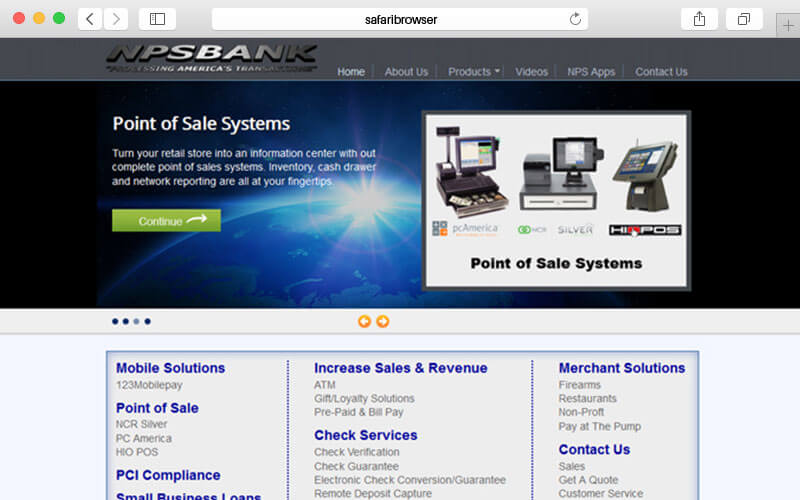 safaribrowser
NPSBANK
"PROCESSING AMERICA'S TRANSACTIONS"
Home About Us Products Videos NPS Apps Contact Us
Point of Sale Systems
Turn your retail store into an information center with out
complete point of sales systems. Inventory, cash drawer
and network reporting are all at your fingertips.
Continue
pcAmerica
NCR SILVER
HIOPOS
Point of Sale Systems
Mobile Solutions
123Mobilepay
Point of Sale
NCR Silver
PC America
HIO POS
PCI Compliance
Small Business Loans
Increase Sales & Revenue
ATM
Gift/Loyalty Solutions
Pre-Paid & Bill Pay
Check Services
Check Verification
Check Guarantee
Electronic Check Conversion/Guarantee
Remote Deposit Capture
Merchant Solutions
Firearms
Restaurants
Non-Proft
Pay at The Pump
Contact Us
Sales
Get A Quote
Customer Service